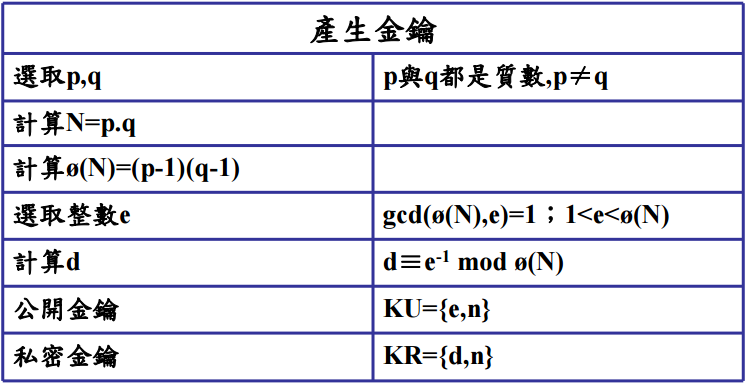 產生金鑰
選取p,q p與q都是質數,p≠q
計算N=p.q
計算ø(N)=(p-1)(q-1)
選取整數e gcd(ø(N),e)=1；1<e<ø(N)
計算d d≡e⁻¹ mod ø(N)
公開金鑰 KU={e,n}
私密金鑰 KR={d,n}